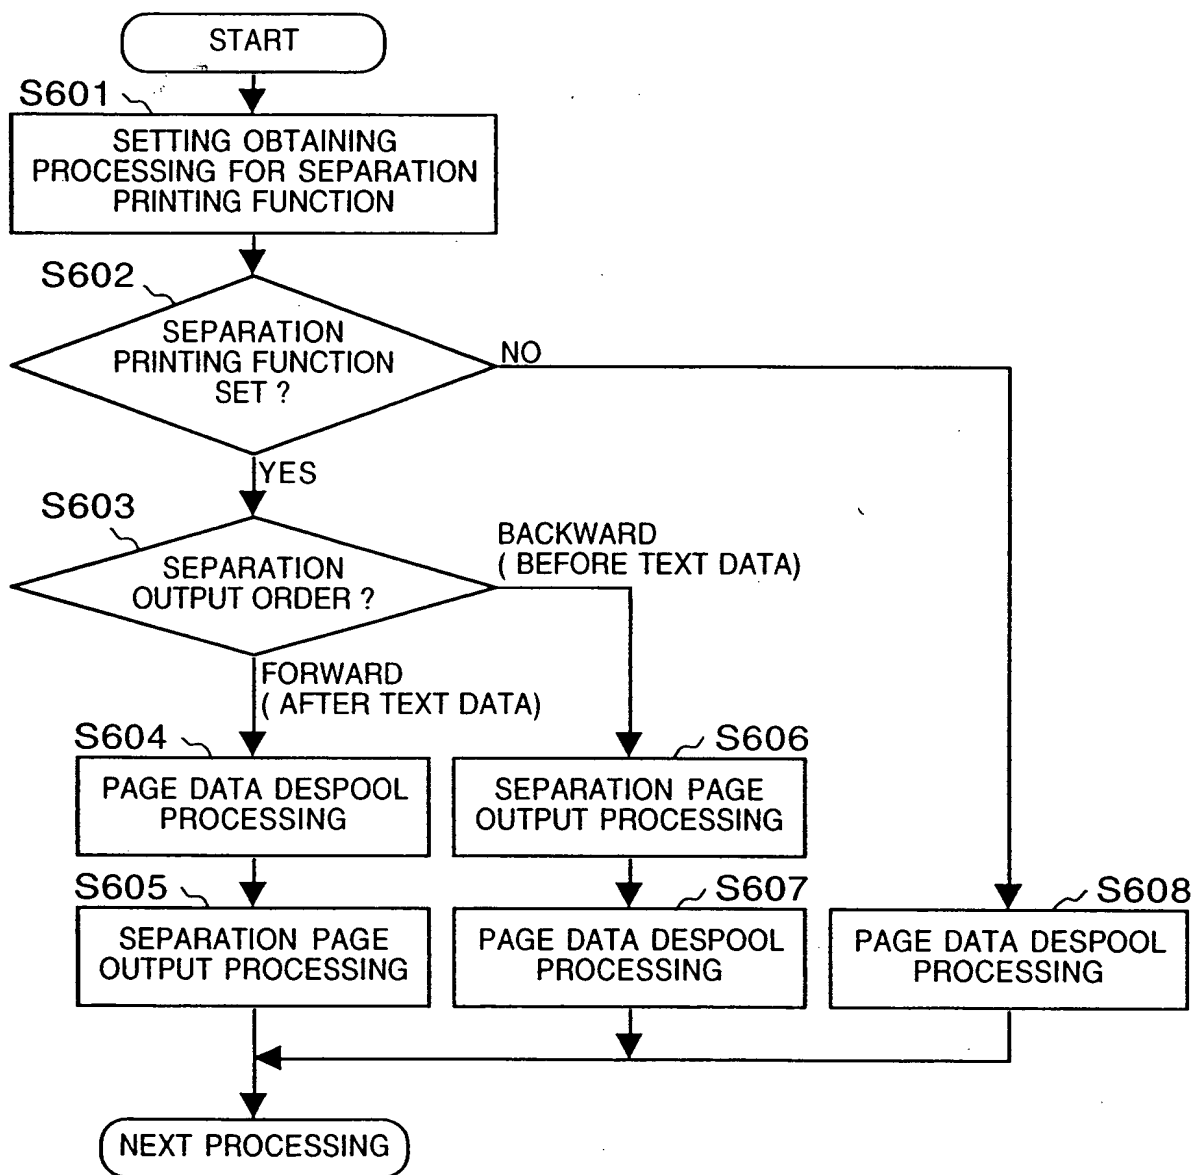 START
S601
SETTING OBTAINING
PROCESSING FOR SEPARATION
PRINTING FUNCTION
S602
SEPARATION
PRINTING FUNCTION
SET ?
NO
YES
S603
SEPARATION
OUTPUT ORDER ?
BACKWARD
( BEFORE TEXT DATA)
FORWARD
( AFTER TEXT DATA)
S604
PAGE DATA DESPOOL
PROCESSING
S606
SEPARATION PAGE
OUTPUT PROCESSING
S605
SEPARATION PAGE
OUTPUT PROCESSING
S607
PAGE DATA DESPOOL
PROCESSING
S608
PAGE DATA DESPOOL
PROCESSING
NEXT PROCESSING